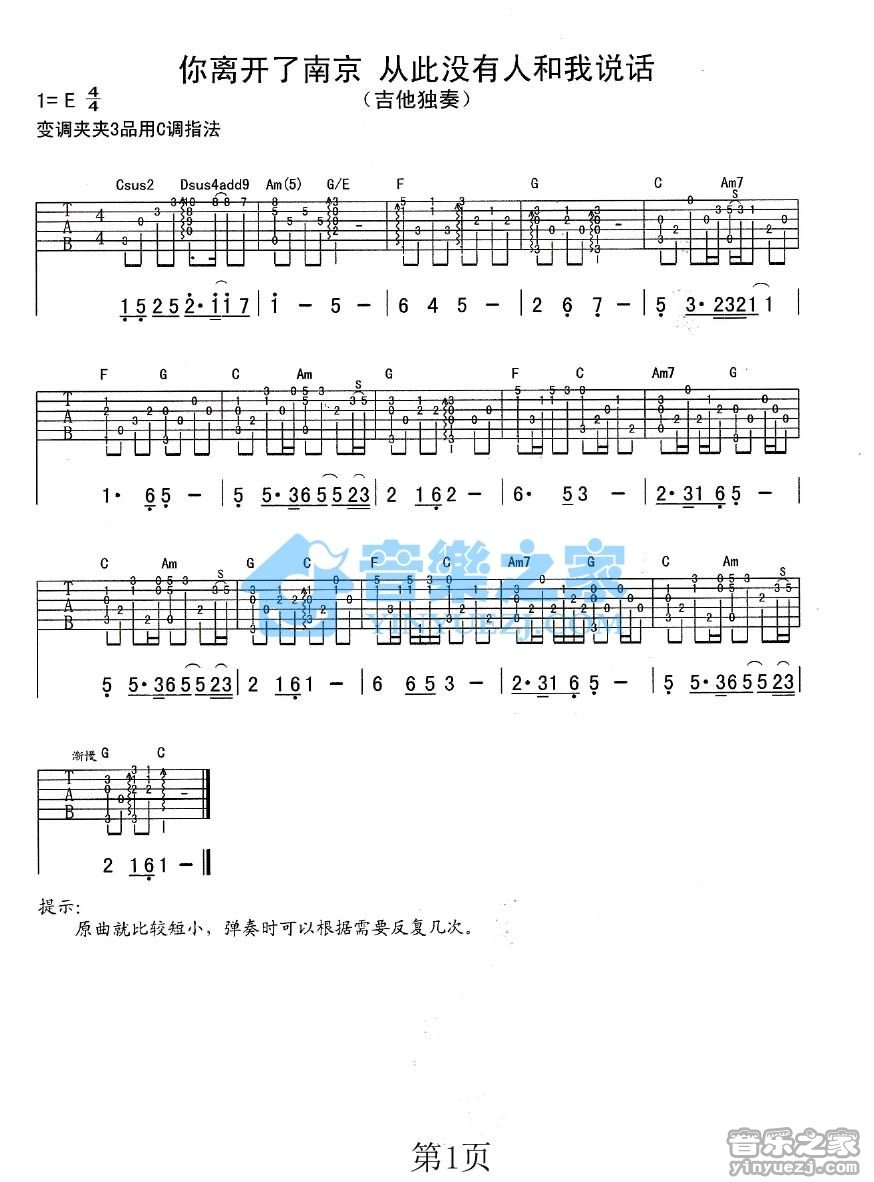 你离开了南京 从此没有人和我说话
(吉他独奏)
1= E 4/4
变调夹夹3品用C调指法
Csus2 Dsus4add9 Am(5) G/E F G C Am7
T A B 4 4
1 5 2 5 2· i i 7 i - 5 - 6 4 5 - 2 6 7 - 5 3· 2 3 2 1 1
F G C Am G F C Am7 G
T A B
1· 6 5 - 5 5· 3 6 5 5 2 3 2 1 6 2 - 6· 5 3 - 2· 3 1 6 5 -
C Am G C F C Am7 G C Am
T A B
5 5· 3 6 5 5 2 3 2 1 6 1 - 6 6 5 3 - 2· 3 1 6 5 - 5 5· 3 6 5 5 2 3
渐慢 G C
T A B
2 1 6 1 -
提示:
原曲就比较短小，弹奏时可以根据需要反复几次。
音樂之家
YINYUEZJ.COM
第1页
音乐之家
yinyuezj.com